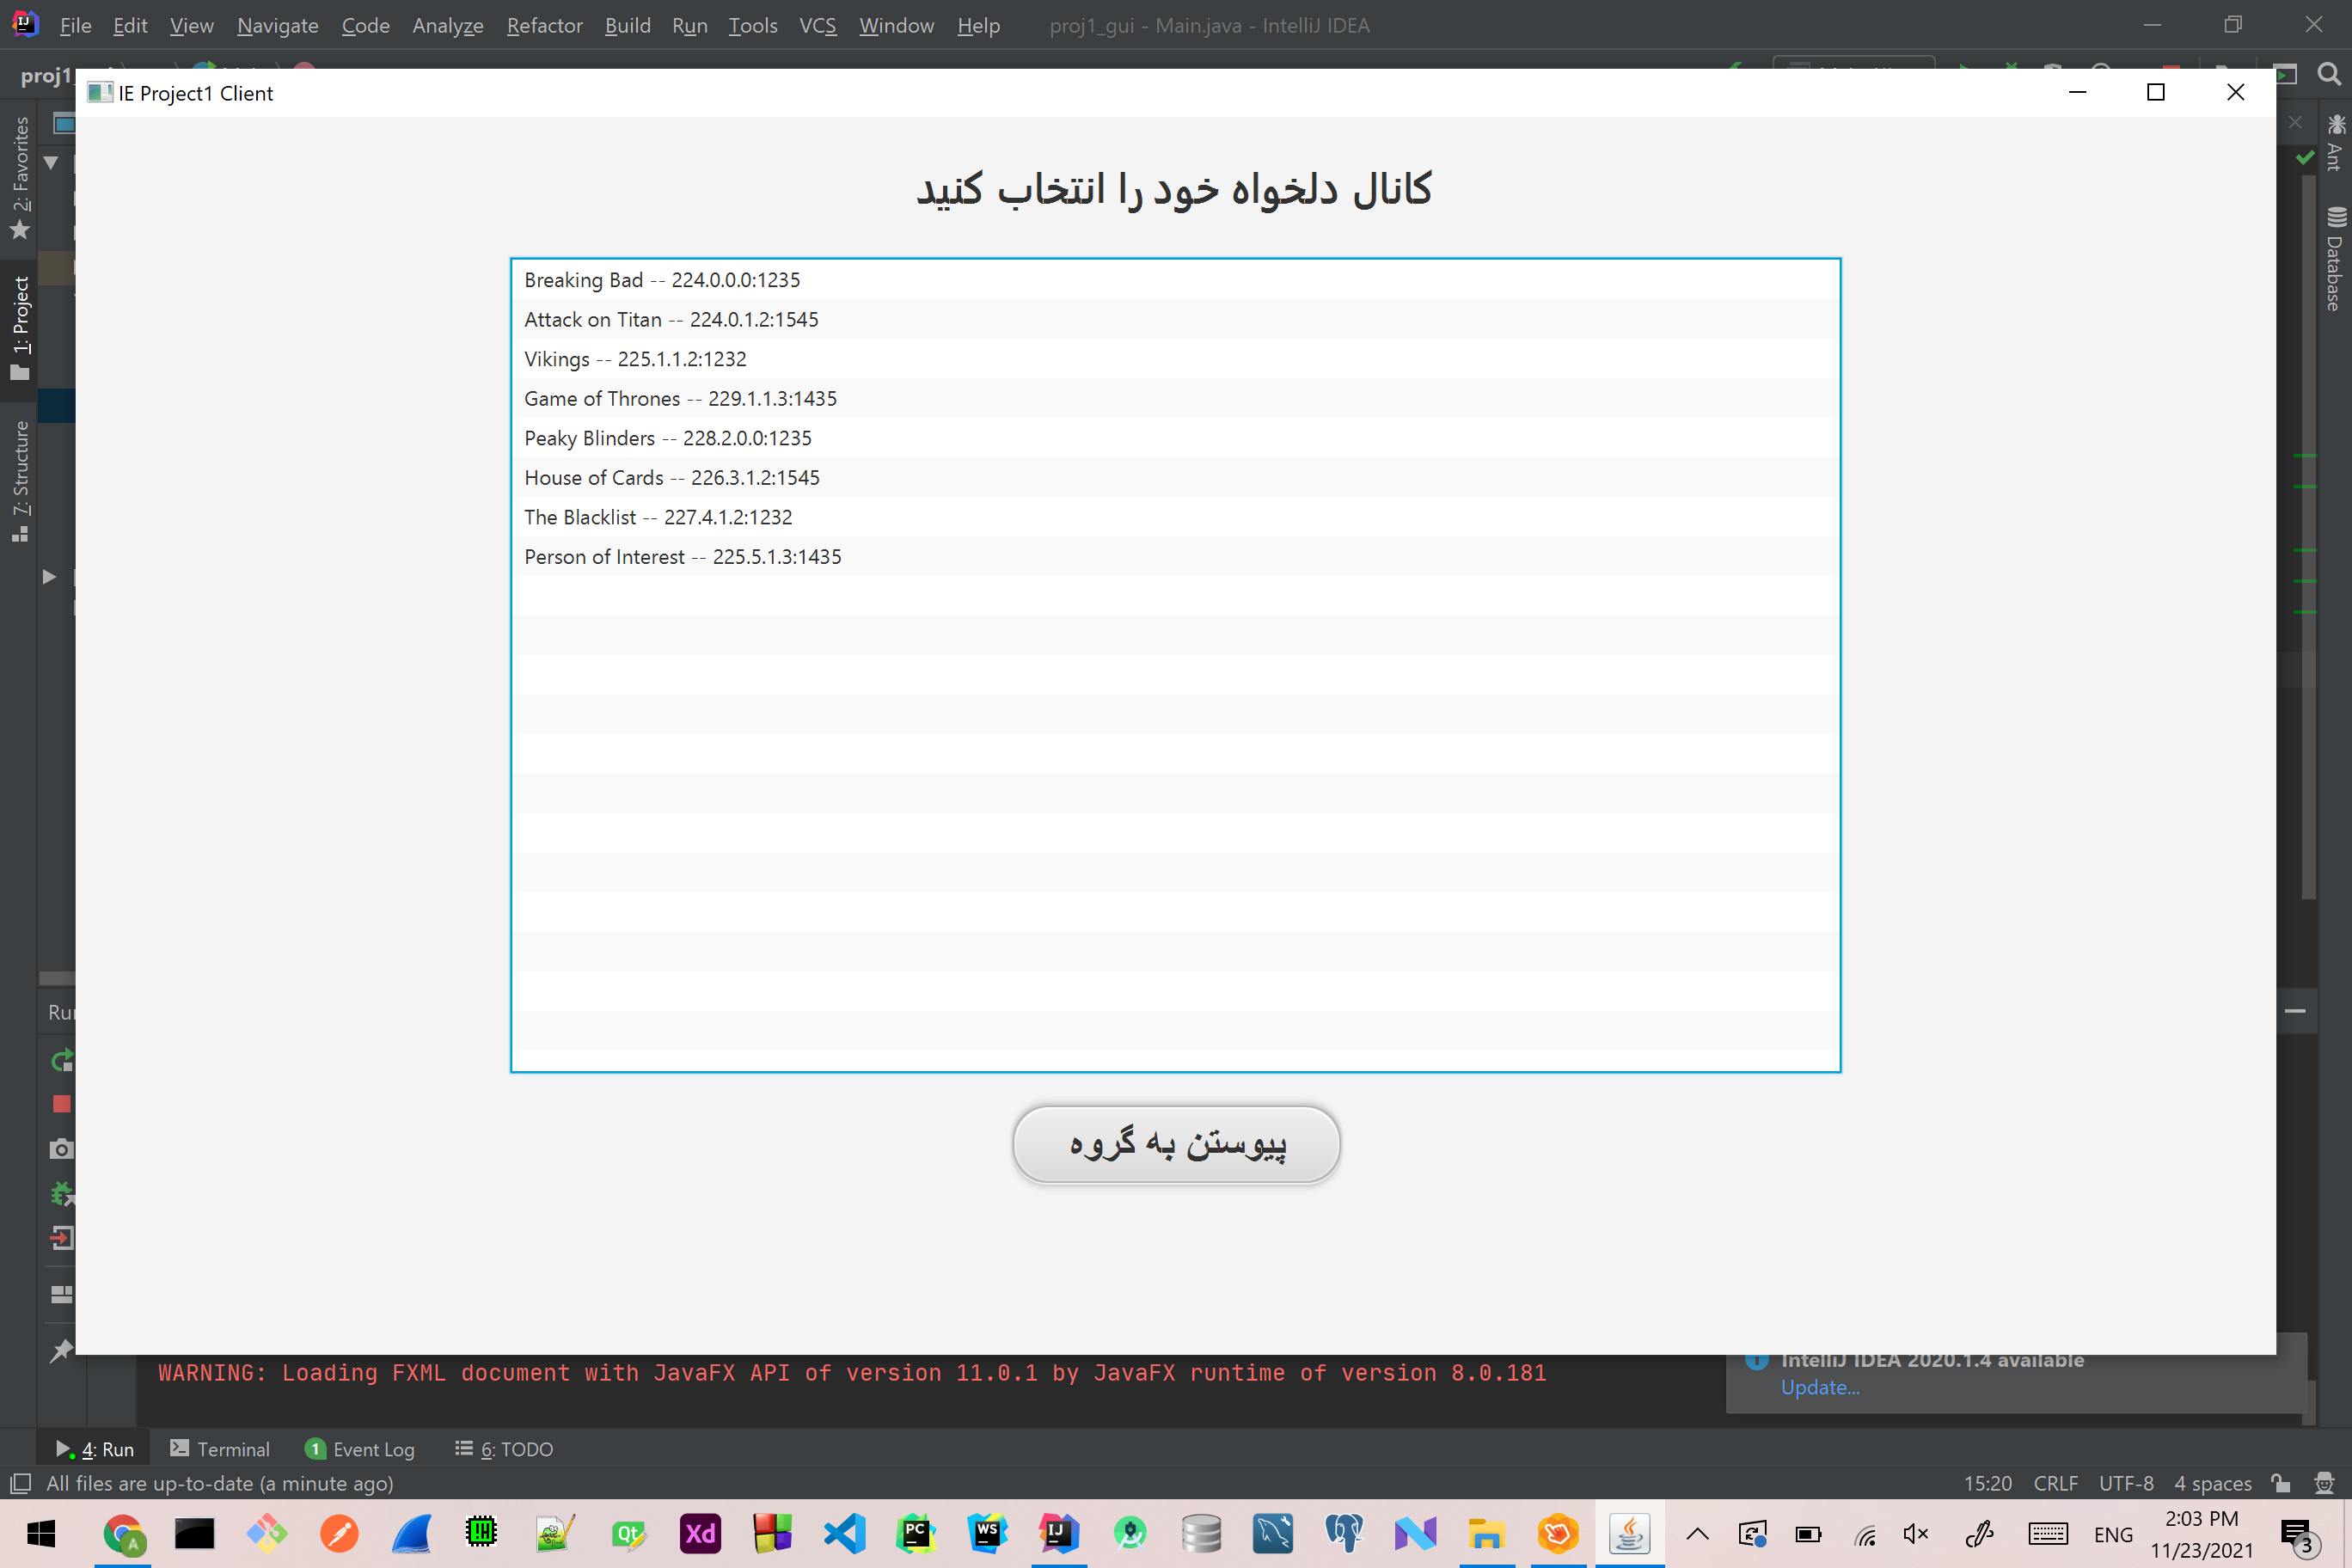 File Edit View Navigate Code Analyze Refactor Build Run Tools VCS Window Help proj1_gui - Main.java - IntelliJ IDEA
proj1_
IE Project1 Client
2: Favorites
1: Project
7: Structure
Ant
Database
کانال دلخواه خود را انتخاب کنید
Breaking Bad -- 224.0.0.0:1235
Attack on Titan -- 224.0.1.2:1545
Vikings -- 225.1.1.2:1232
Game of Thrones -- 229.1.1.3:1435
Peaky Blinders -- 228.2.0.0:1235
House of Cards -- 226.3.1.2:1545
The Blacklist -- 227.4.1.2:1232
Person of Interest -- 225.5.1.3:1435
پیوستن به گروه
WARNING: Loading FXML document with JavaFX API of version 11.0.1 by JavaFX runtime of version 8.0.181
IntelliJ IDEA 2020.1.4 available
Update...
4: Run Terminal 1 Event Log 6: TODO
All files are up-to-date (a minute ago) 15:20 CRLF UTF-8 4 spaces
A Qt Xd PC WS IJ ENG 2:03 PM
11/23/2021 3